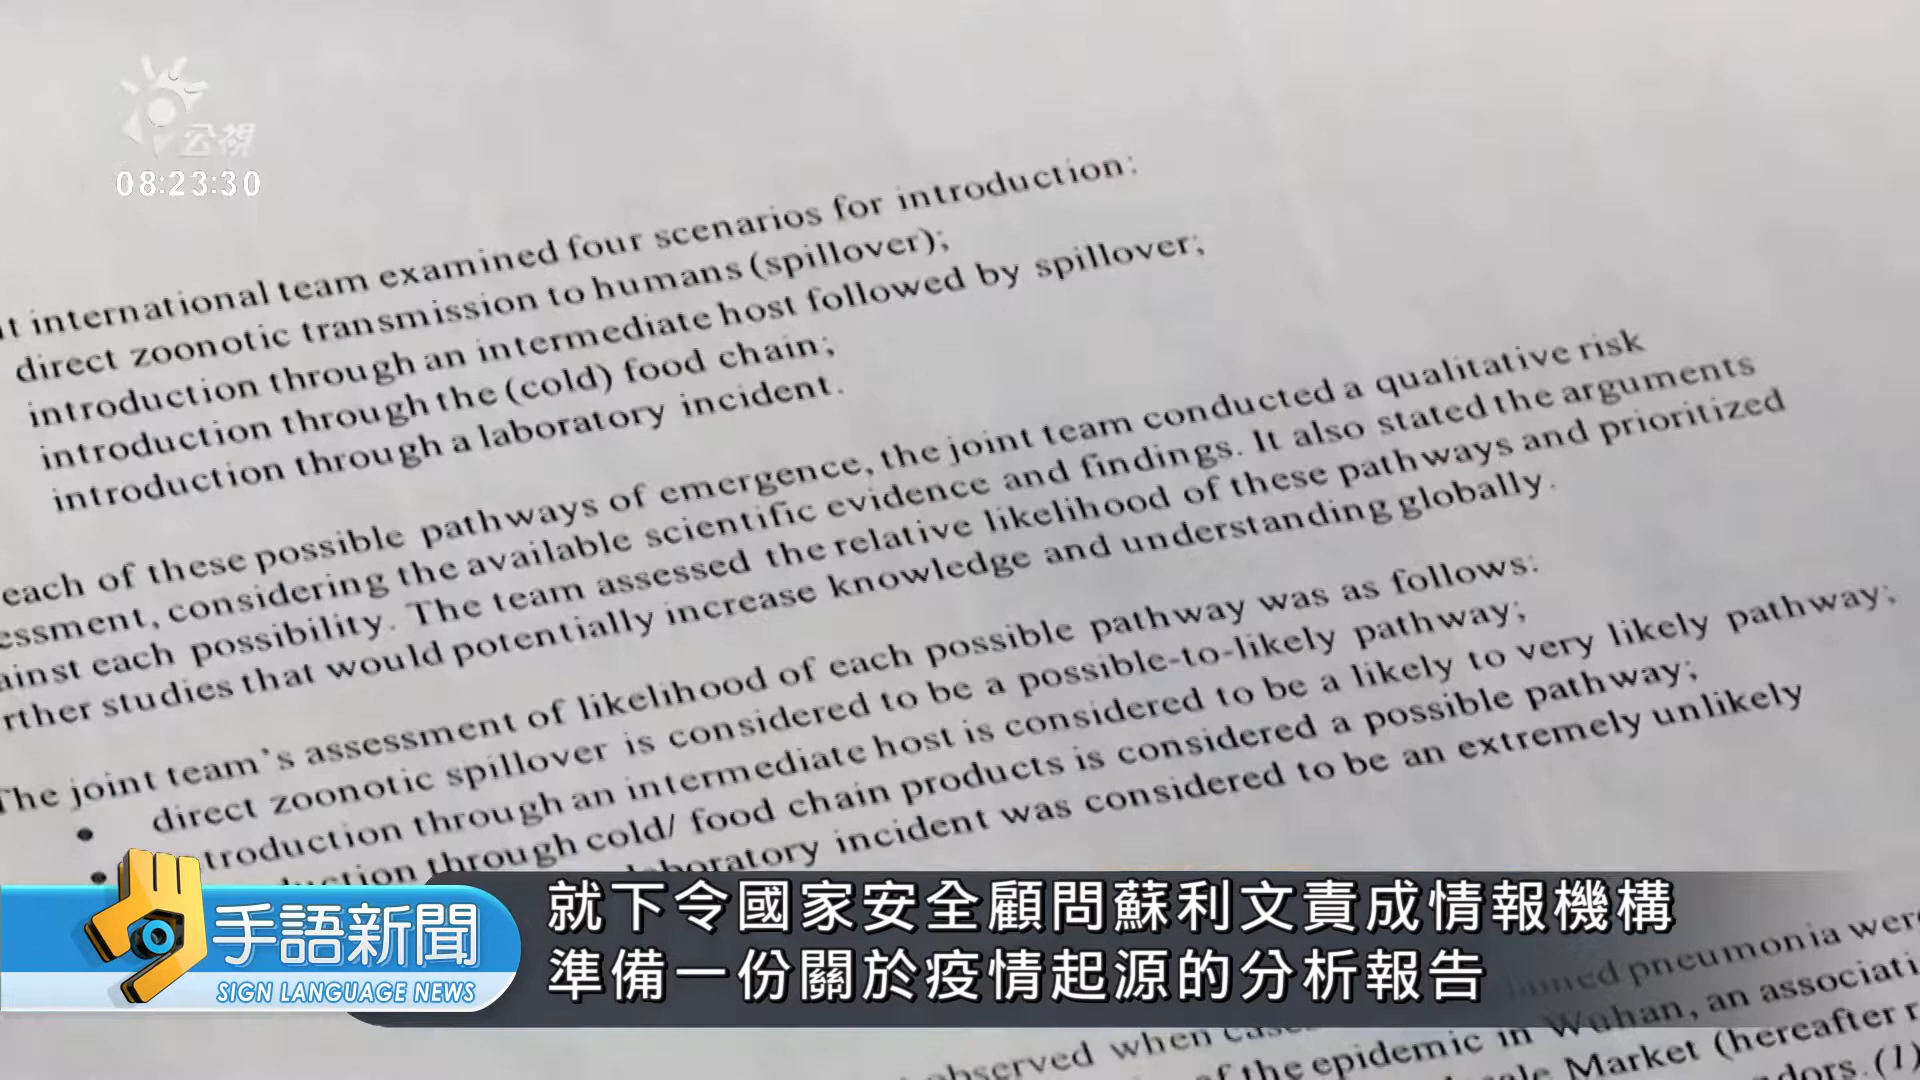 公視
08:23:30
international team examined four scenarios for introduction:
direct zoonotic transmission to humans (spillover);
introduction through an intermediate host followed by spillover;
introduction through the (cold) food chain;
introduction through a laboratory incident.
each of these possible pathways of emergence, the joint team conducted a qualitative risk
essment, considering the available scientific evidence and findings. It also stated the arguments
ainst each possibility. The team assessed the relative likelihood of these pathways and prioritized
rther studies that would potentially increase knowledge and understanding globally.
The joint team's assessment of likelihood of each possible pathway was as follows:
• direct zoonotic spillover is considered to be a possible-to-likely pathway;
• troduction through an intermediate host is considered to be a likely to very likely pathway;
uction through cold/ food chain products is considered a possible pathway;
laboratory incident was considered to be an extremely unlikely
手語新聞
SIGN LANGUAGE NEWS
就下令國家安全顧問蘇利文責成情報機構
準備一份關於疫情起源的分析報告
pneumonia were
observed when cases
of the epidemic in Wuhan, an associati
Market (hereafter r
dors. (1)